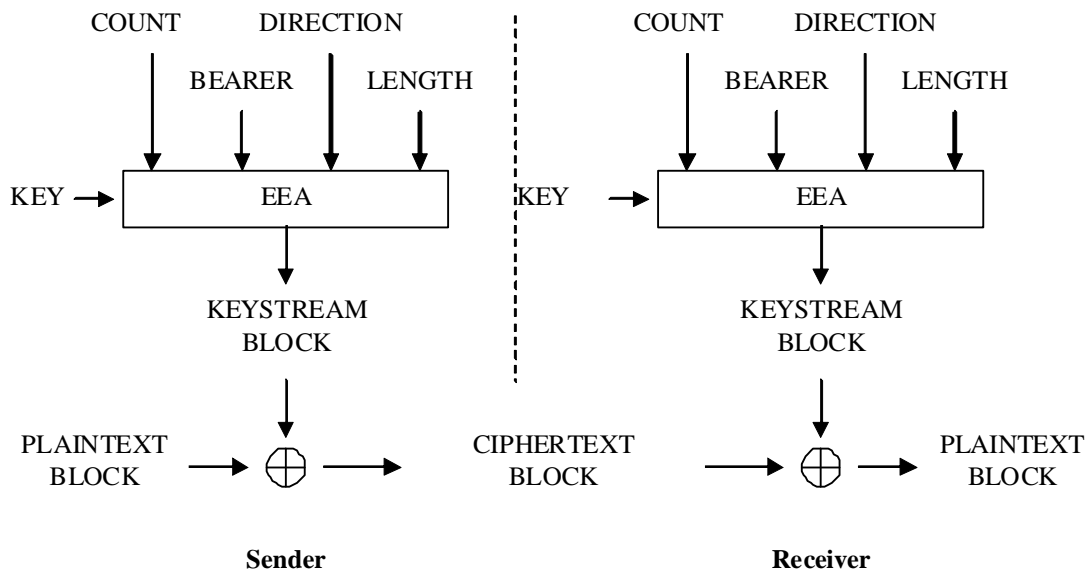 COUNT DIRECTION COUNT DIRECTION
BEARER LENGTH BEARER LENGTH
KEY EEA KEY EEA
KEYSTREAM KEYSTREAM
BLOCK BLOCK
PLAINTEXT CIPHERTEXT PLAINTEXT
BLOCK BLOCK BLOCK
Sender Receiver